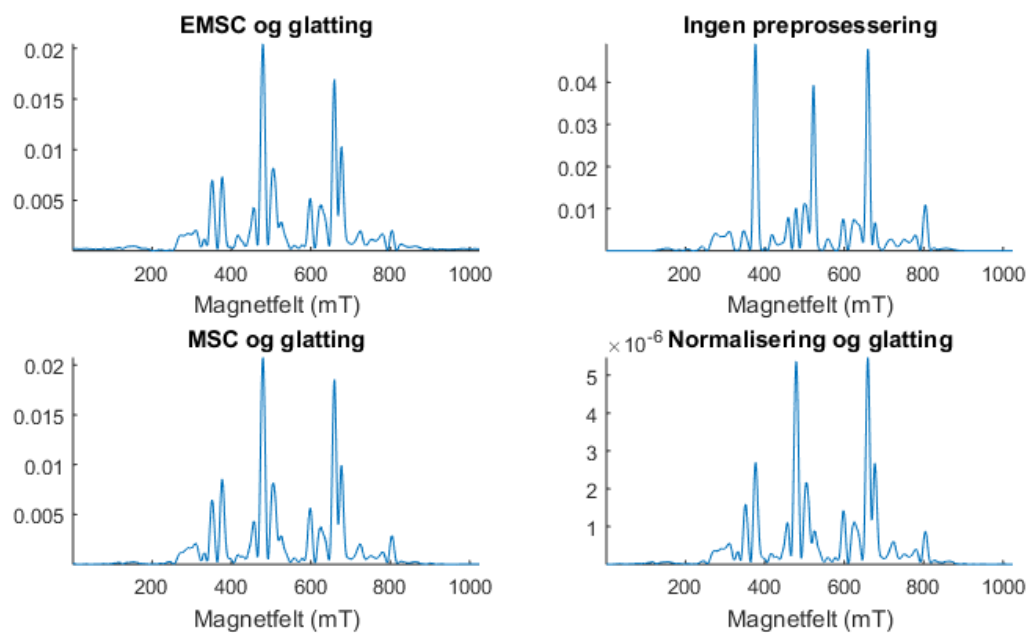 EMSC og glatting
0.02
0.015
0.01
0.005
200 400 600 800 1000
Magnetfelt (mT)
Ingen preprosessering
0.04
0.03
0.02
0.01
200 400 600 800 1000
Magnetfelt (mT)
MSC og glatting
0.02
0.015
0.01
0.005
200 400 600 800 1000
Magnetfelt (mT)
×10⁻⁶ Normalisering og glatting
5
4
3
2
1
200 400 600 800 1000
Magnetfelt (mT)